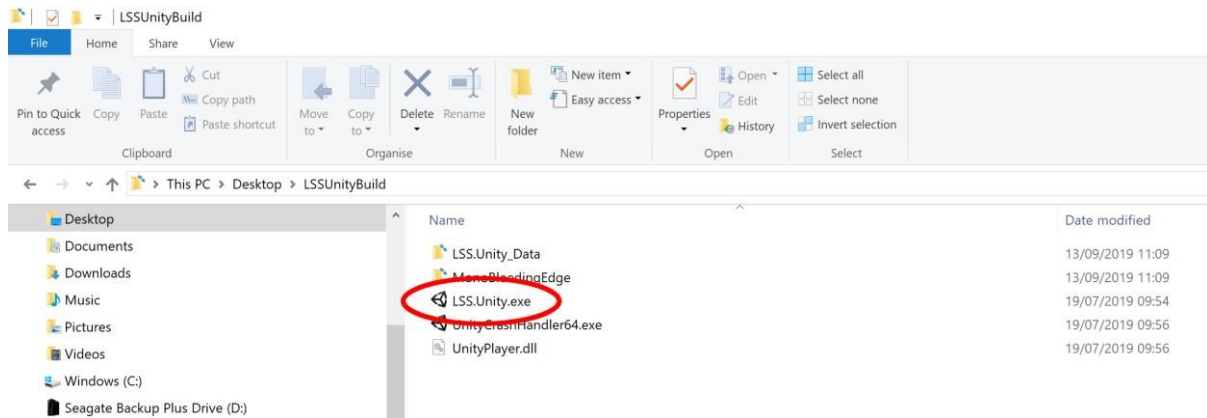 LSSUnityBuild
File Home Share View
Pin to Quick access
Copy
Paste
Cut
Copy path
Paste shortcut
Clipboard
Move to
Copy to
Delete
Rename
Organise
New folder
New item
Easy access
New
Properties
Open
Edit
History
Open
Select all
Select none
Invert selection
Select
This PC > Desktop > LSSUnityBuild
Desktop
Documents
Downloads
Music
Pictures
Videos
Windows (C:)
Seagate Backup Plus Drive (D:)
Name Date modified
LSS.Unity_Data 13/09/2019 11:09
MonoBleedingEdge 13/09/2019 11:09
LSS.Unity.exe 19/07/2019 09:54
UnityCrashHandler64.exe 19/07/2019 09:56
UnityPlayer.dll 19/07/2019 09:56